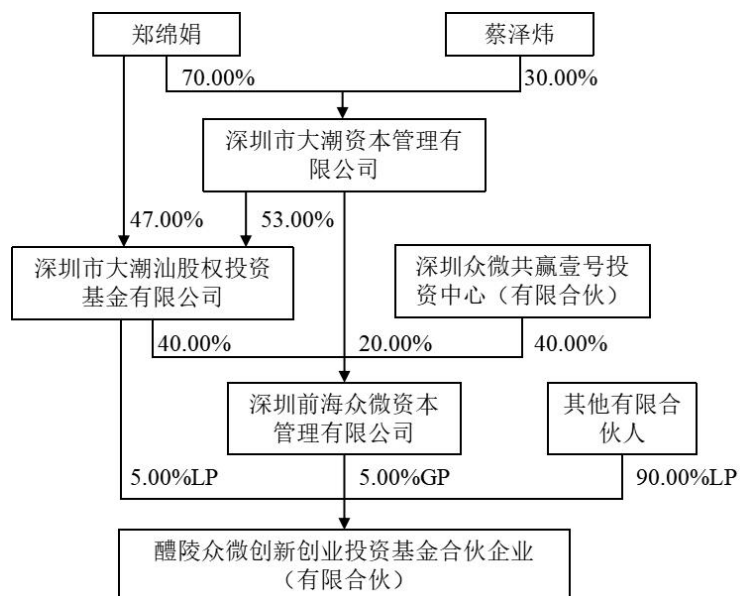 郑绵娟
蔡泽炜
70.00%
30.00%
深圳市大潮资本管理有
限公司
47.00%
53.00%
深圳市大潮汕股权投资
基金有限公司
深圳众微共赢壹号投
资中心（有限合伙）
40.00%
20.00%
40.00%
深圳前海众微资本
管理有限公司
其他有限合
伙人
5.00%LP
5.00%GP
90.00%LP
醴陵众微创新创业投资基金合伙企业
（有限合伙）